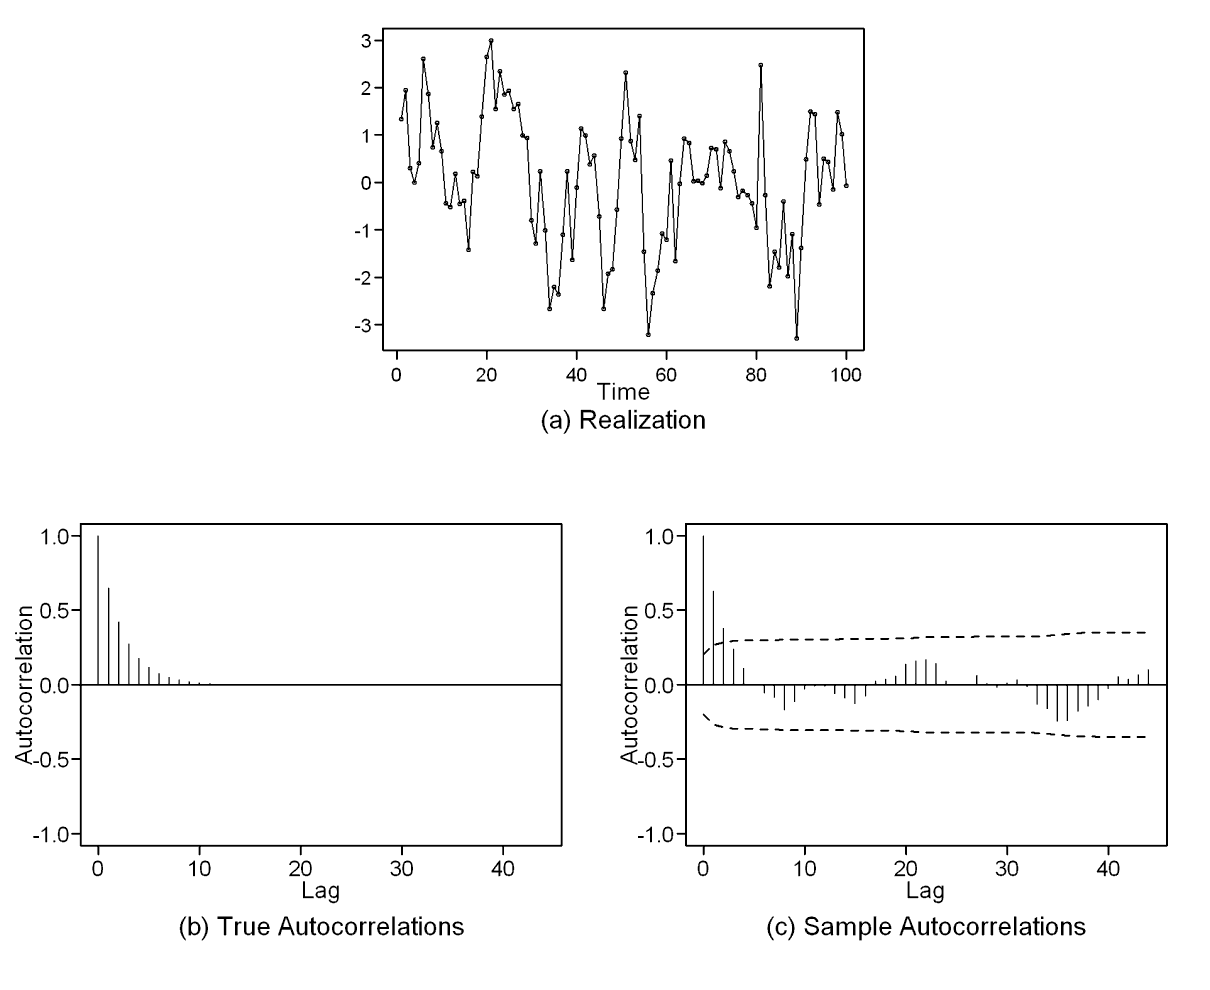 3
2
1
0
-1
-2
-3
0 20 40 60 80 100
Time
(a) Realization
1.0
0.5
0.0
-0.5
-1.0
Autocorrelation
0 10 20 30 40
Lag
(b) True Autocorrelations
1.0
0.5
0.0
-0.5
-1.0
Autocorrelation
0 10 20 30 40
Lag
(c) Sample Autocorrelations